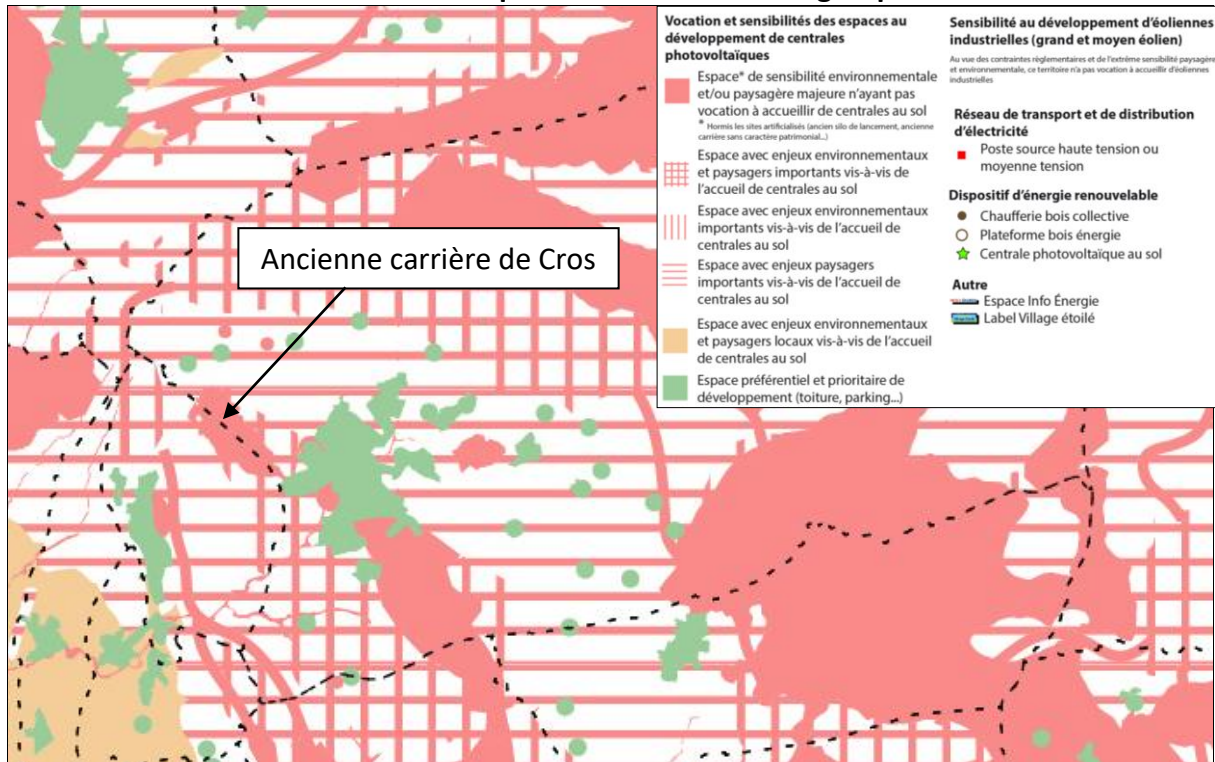 Vocation et sensibilités des espaces au
développement de centrales
photovoltaïques
Espace* de sensibilité environnementale
et/ou paysagère majeure n'ayant pas
vocation à accueillir de centrales au sol
* Hormis les sites artificialisés (ancien silo de lancement, ancienne
carrière sans caractère patrimonial...)
Espace avec enjeux environnementaux
et paysagers importants vis-à-vis de
l'accueil de centrales au sol
Espace avec enjeux environnementaux
importants vis-à-vis de l'accueil de
centrales au sol
Espace avec enjeux paysagers
importants vis-à-vis de l'accueil de
centrales au sol
Espace avec enjeux environnementaux
et paysagers locaux vis-à-vis de l'accueil
de centrales au sol
Espace préférentiel et prioritaire de
développement (toiture, parking...)
Sensibilité au développement d'éoliennes
industrielles (grand et moyen éolien)
Au vue des contraintes règlementaires et de l'extrême sensibilité paysagère
et environnementale, ce territoire n'a pas vocation à accueillir d'éoliennes
industrielles
Réseau de transport et de distribution
d'électricité
Poste source haute tension ou
moyenne tension
Dispositif d'énergie renouvelable
Chaufferie bois collective
Plateforme bois énergie
Centrale photovoltaïque au sol
Autre
Espace Info Énergie
Label Village étoilé
Ancienne carrière de Cros